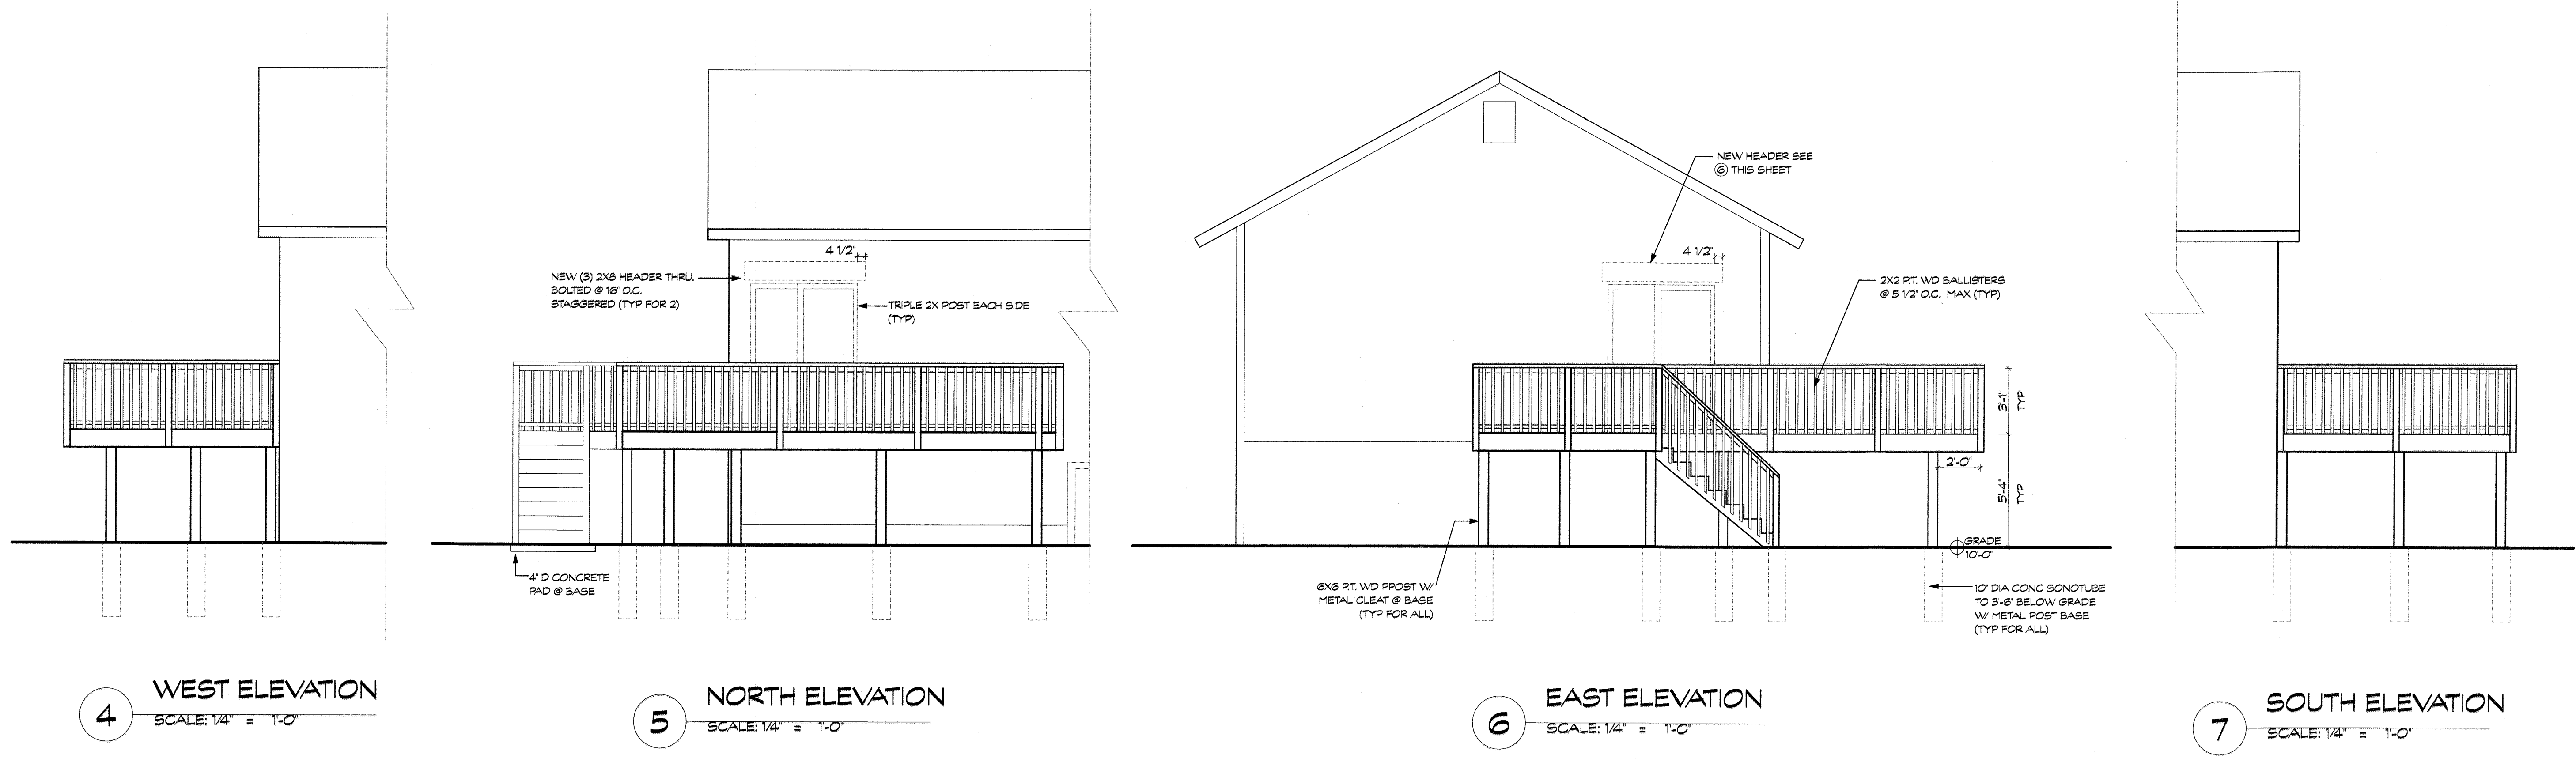 NEW (3) 2X8 HEADER THRU.
BOLTED @ 16" O.C.
STAGGERED (TYP FOR 2)
4 1/2"
TRIPLE 2X POST EACH SIDE
(TYP)
4" D CONCRETE
PAD @ BASE
NEW HEADER SEE
6 THIS SHEET
4 1/2"
2X2 P.T. WD BALLISTERS
@ 5 1/2" O.C. MAX (TYP)
3'-1"
TYP
2'-0"
5'-4"
TYP
GRADE
10'-0"
6X6 P.T. WD PPOST W/
METAL CLEAT @ BASE
(TYP FOR ALL)
10" DIA CONC SONOTUBE
TO 3'-6" BELOW GRADE
W/ METAL POST BASE
(TYP FOR ALL)
4
WEST ELEVATION
SCALE: 1/4" = 1'-0"
5
NORTH ELEVATION
SCALE: 1/4" = 1'-0"
6
EAST ELEVATION
SCALE: 1/4" = 1'-0"
7
SOUTH ELEVATION
SCALE: 1/4" = 1'-0"